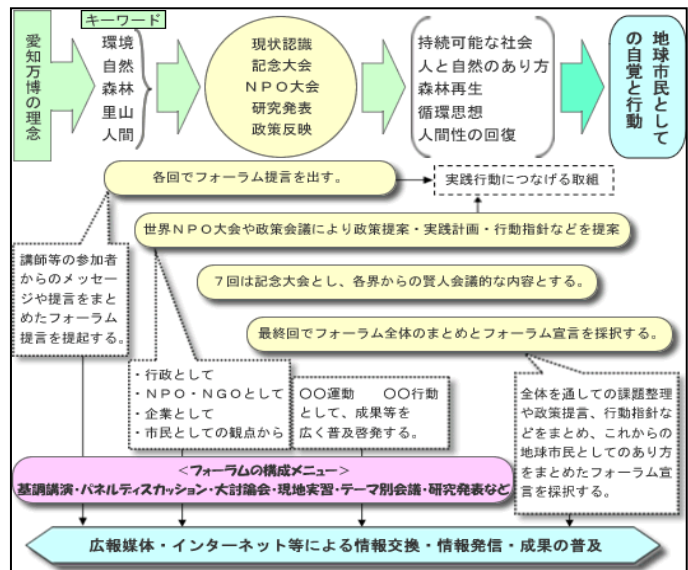 愛知万博の理念
キーワード
環境
自然
森林
里山
人間
現状認識
記念大会
ＮＰＯ大会
研究発表
政策反映
持続可能な社会
人と自然のあり方
森林再生
循環思想
人間性の回復
地球市民として
の自覚と行動
各回でフォーラム提言を出す。
実践行動につなげる取組
世界ＮＰＯ大会や政策会議により政策提案・実践計画・行動指針などを提案
講師等の参加者
からのメッセー
ジや提言をまと
めたフォーラム
提言を提起する。
７回は記念大会とし、各界からの賢人会議的な内容とする。
最終回でフォーラム全体のまとめとフォーラム宣言を採択する。
・行政として
・ＮＰＯ・ＮＧＯとして
・企業として
・市民としての観点から
〇〇運動　〇〇行動
として、成果等を
広く普及啓発する。
全体を通しての課題整理
や政策提言、行動指針な
どをまとめ、これからの
地球市民としてのあり方
をまとめたフォーラム宣
言を採択する。
＜フォーラムの構成メニュー＞
基調講演・パネルディスカッション・大討論会・現地実習・テーマ別会議・研究発表など
広報媒体・インターネット等による情報交換・情報発信・成果の普及